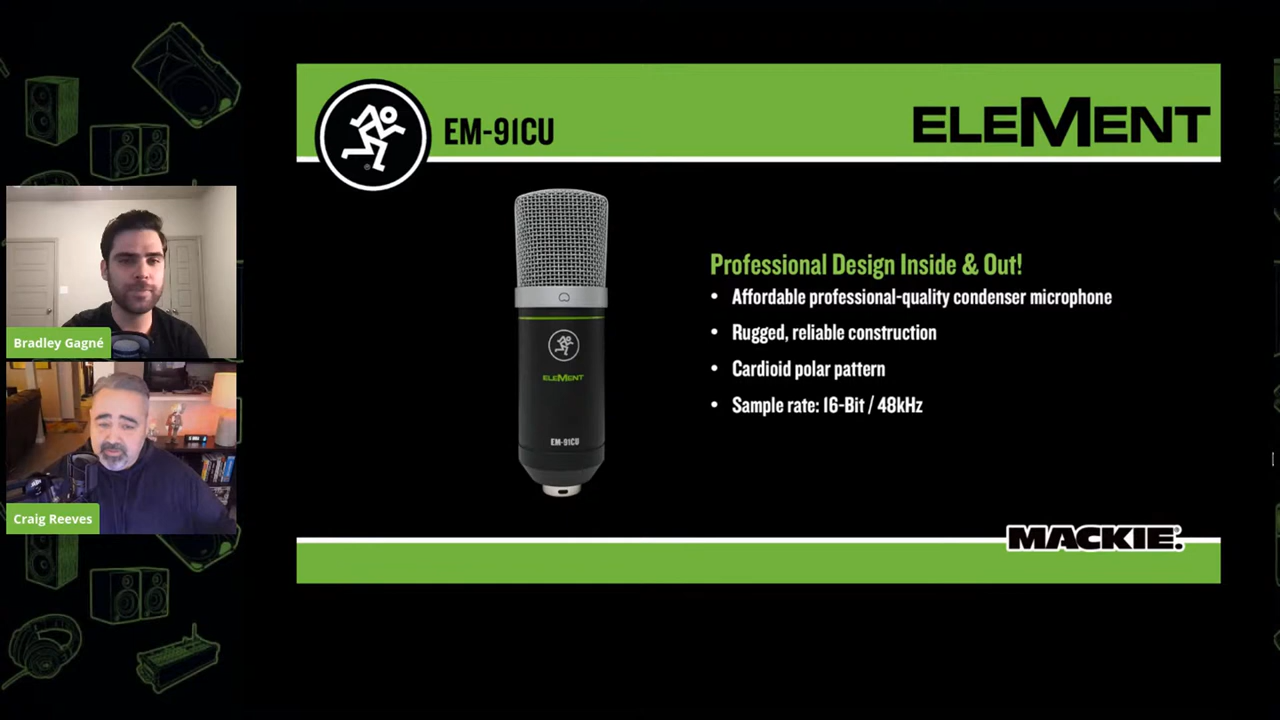 EM-91CU
ELEMENT
Professional Design Inside & Out!
• Affordable professional-quality condenser microphone
• Rugged, reliable construction
• Cardioid polar pattern
• Sample rate: 16-Bit / 48kHz
ELEMENT
EM-91CU
MACKIE.®
Bradley Gagné
Craig Reeves